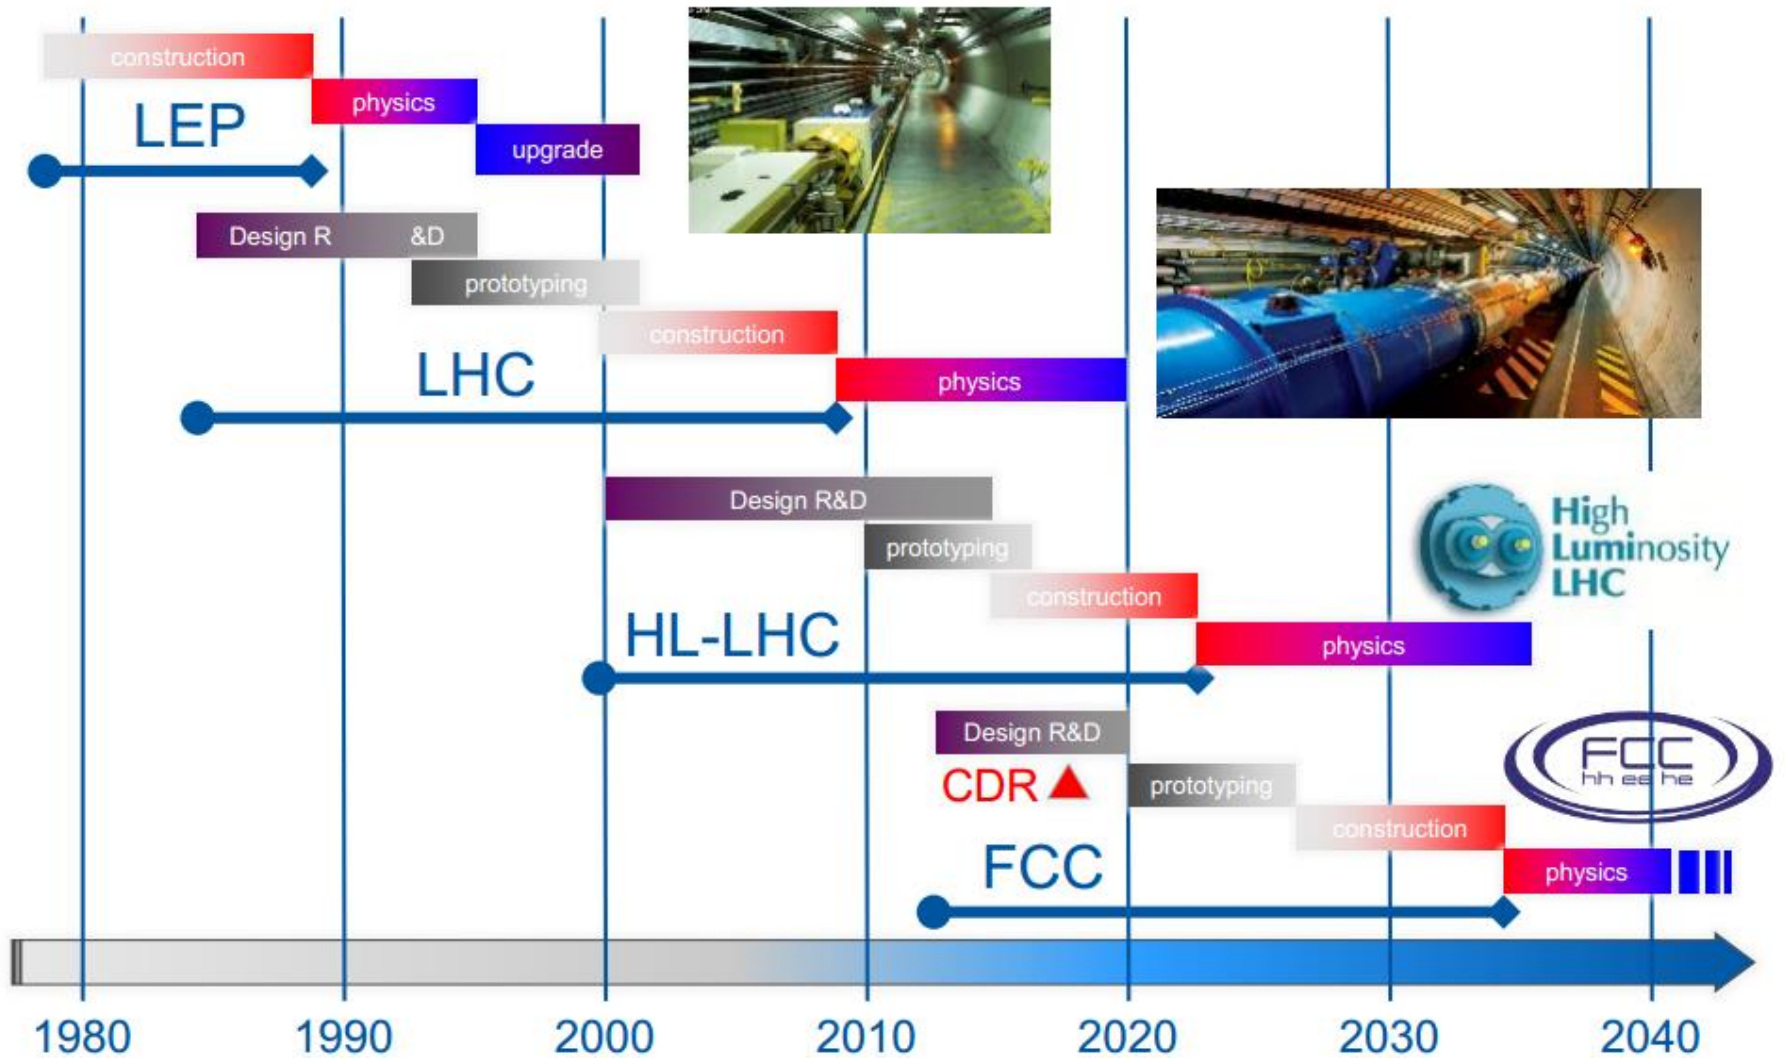 construction
physics
LEP
upgrade
Design R &D
prototyping
construction
LHC
physics
Design R&D
High
Luminosity
LHC
prototyping
construction
HL-LHC
physics
Design R&D
FCC
hh ee he
CDR
prototyping
construction
FCC
physics
1980 1990 2000 2010 2020 2030 2040